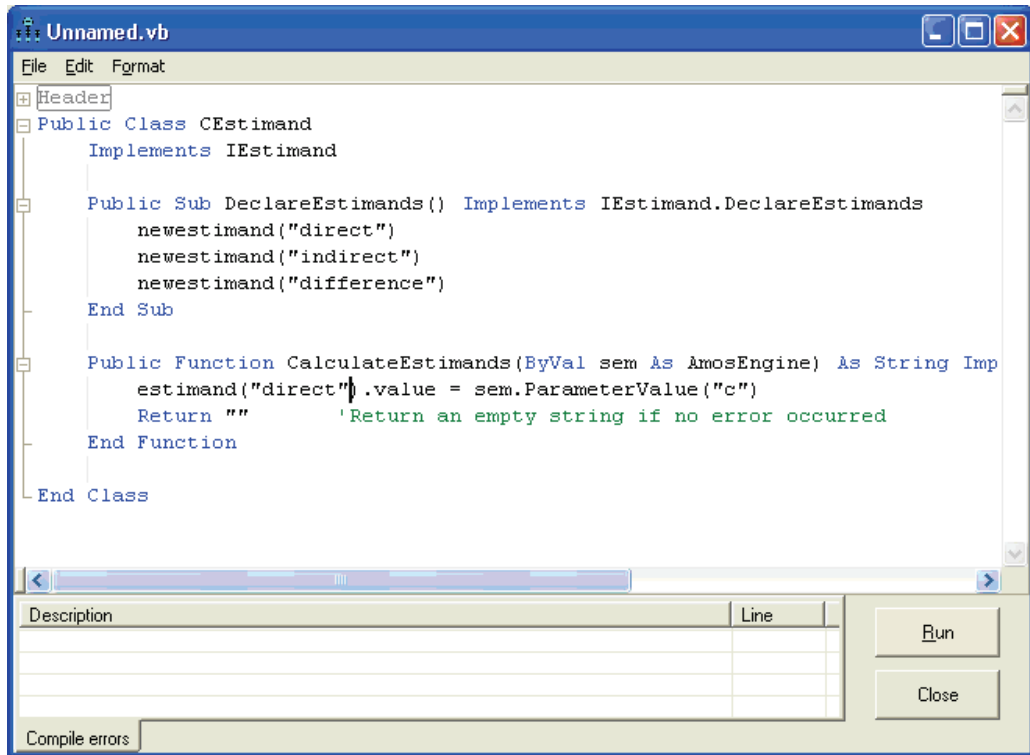 Unnamed.vb
File Edit Format
Header
Public Class CEstimand
Implements IEstimand
Public Sub DeclareEstimands() Implements IEstimand.DeclareEstimands
newestimand("direct")
newestimand("indirect")
newestimand("difference")
End Sub
Public Function CalculateEstimands(ByVal sem As AmosEngine) As String Imp
estimand("direct").value = sem.ParameterValue("c")
Return "" 'Return an empty string if no error occurred
End Function
End Class
Description Line
Run
Close
Compile errors